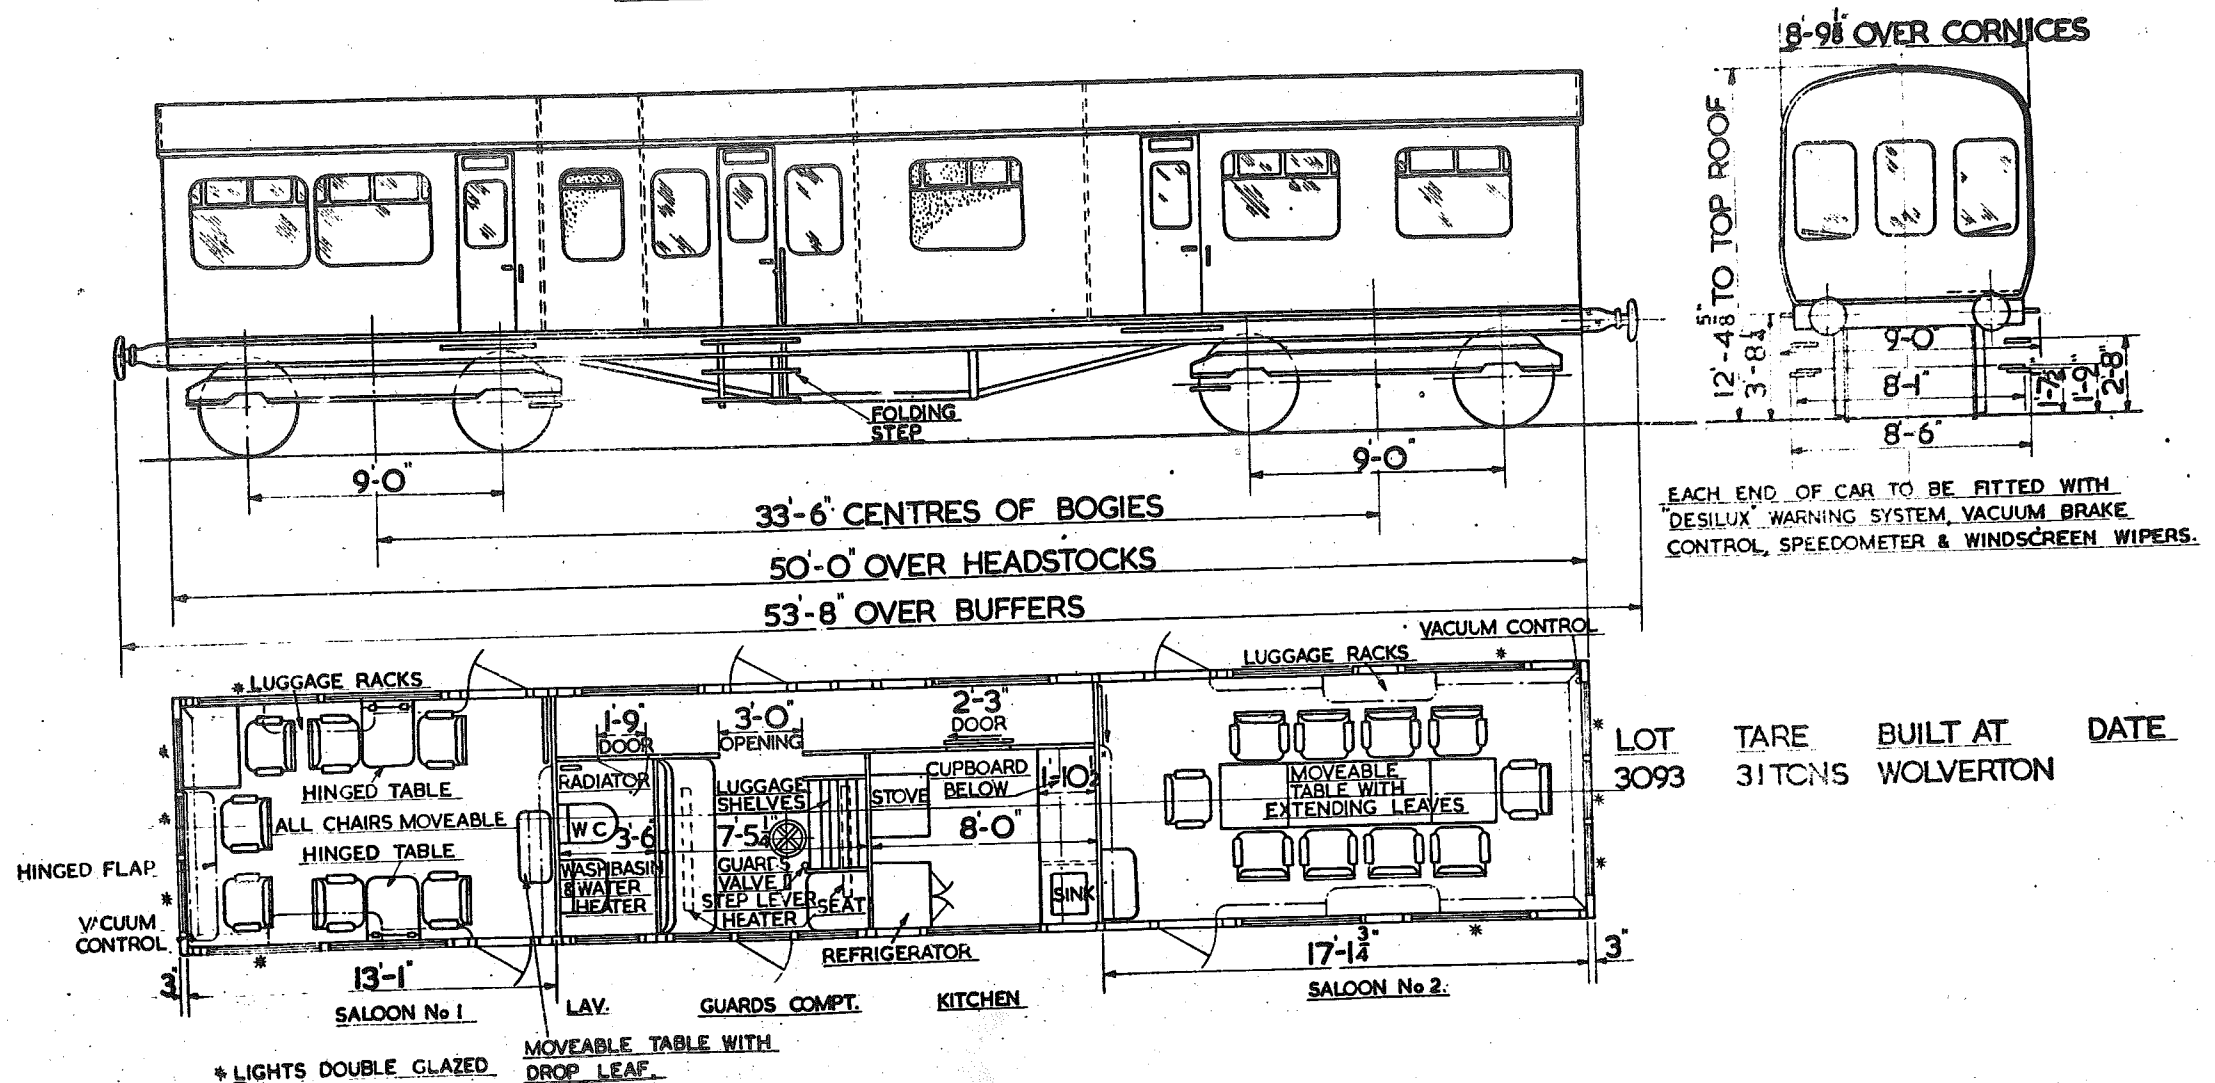 8'-9⅛" OVER CORNICES
12'-4⅝" TO TOP ROOF
3'-8¼"
9'-0"
8'-1"
8'-6"
1'-7½"
1'-9"
2'-8"
FOLDING
STEP
9'-0"
9'-0"
33'-6" CENTRES OF BOGIES
50'-0" OVER HEADSTOCKS
53'-8" OVER BUFFERS
EACH END OF CAR TO BE FITTED WITH
"DESILUX" WARNING SYSTEM, VACUUM BRAKE
CONTROL, SPEEDOMETER & WINDSCREEN WIPERS.
VACUUM CONTROL
LUGGAGE RACKS
*
* LUGGAGE RACKS
1'-9"
DOOR
3'-0"
OPENING
2'-3"
DOOR
HINGED TABLE
ALL CHAIRS MOVEABLE
HINGED TABLE
HINGED FLAP
VACUUM
CONTROL
RADIATOR
WC
3'-6"
WASHBASIN
& WATER
HEATER
LUGGAGE
SHELVES
7'-5¼"
GUARDS
VALVE
STEP LEVER
HEATER
SEAT
STOVE
CUPBOARD
BELOW
1'-10½"
8'-0"
SINK
REFRIGERATOR
MOVEABLE
TABLE WITH
EXTENDING LEAVES
LOT TARE BUILT AT DATE
3093 31TONS WOLVERTON
3"
13'-1"
17'-1¾"
3"
SALOON No 1
LAV.
GUARDS COMPT.
KITCHEN
SALOON No 2.
MOVEABLE TABLE WITH
DROP LEAF.
* LIGHTS DOUBLE GLAZED